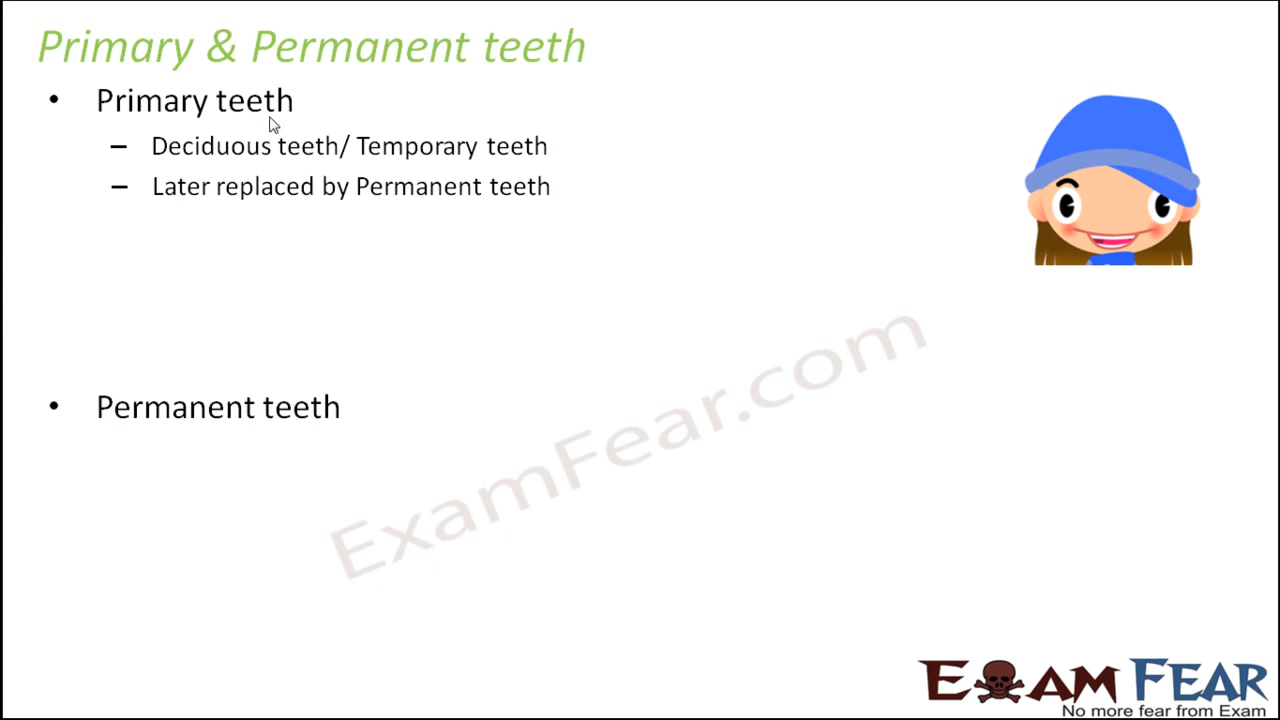 Primary & Permanent teeth
• Primary teeth
– Deciduous teeth/ Temporary teeth
– Later replaced by Permanent teeth
• Permanent teeth
ExamFear.com
EXAM FEAR
No more fear from Exam